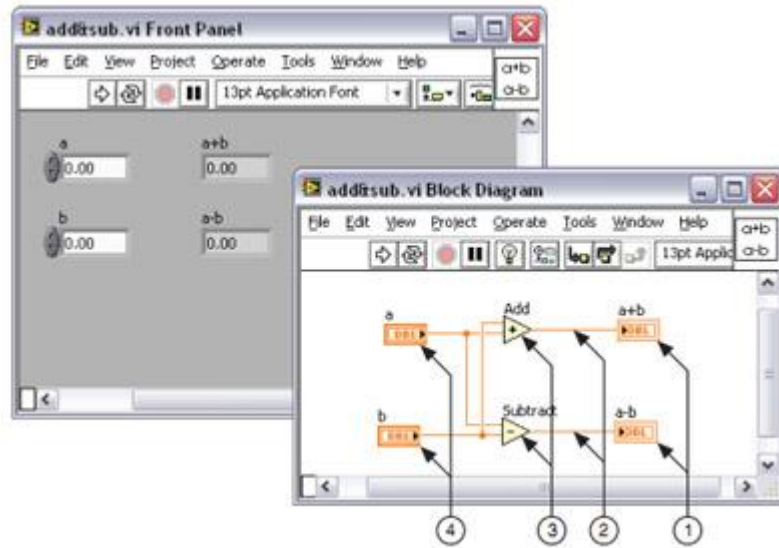 add&sub.vi Front Panel
File Edit View Project Operate Tools Window Help
13pt Application Font
a+b
a-b
a
0.00
a+b
0.00
b
0.00
a-b
0.00
add&sub.vi Block Diagram
File Edit View Project Operate Tools Window Help
13pt Applic
a+b
a-b
a
DBL
Add
+
a+b
DBL
b
DBL
Subtract
-
a-b
DBL
4 3 2 1